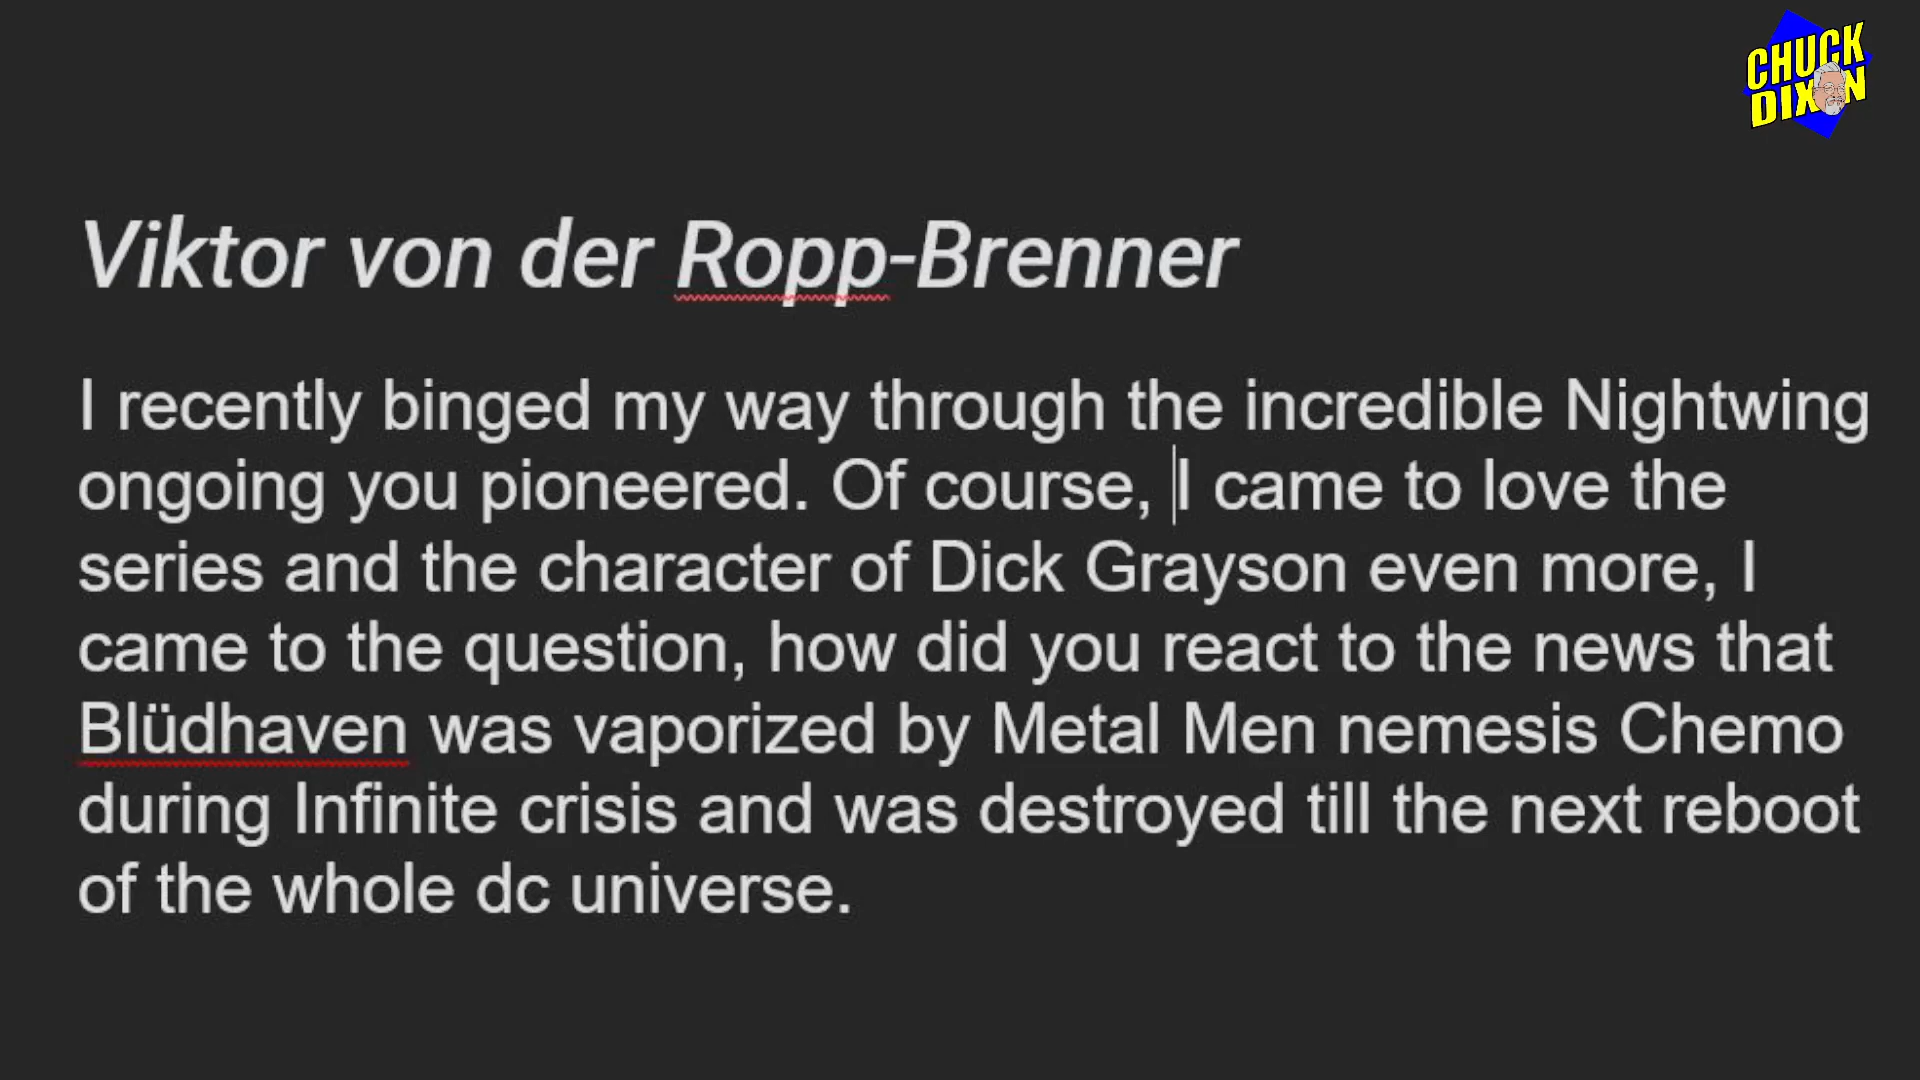 CHUCK
DIXON
Viktor von der Ropp-Brenner
I recently binged my way through the incredible Nightwing
ongoing you pioneered. Of course, I came to love the
series and the character of Dick Grayson even more, I
came to the question, how did you react to the news that
Blüdhaven was vaporized by Metal Men nemesis Chemo
during Infinite crisis and was destroyed till the next reboot
of the whole dc universe.